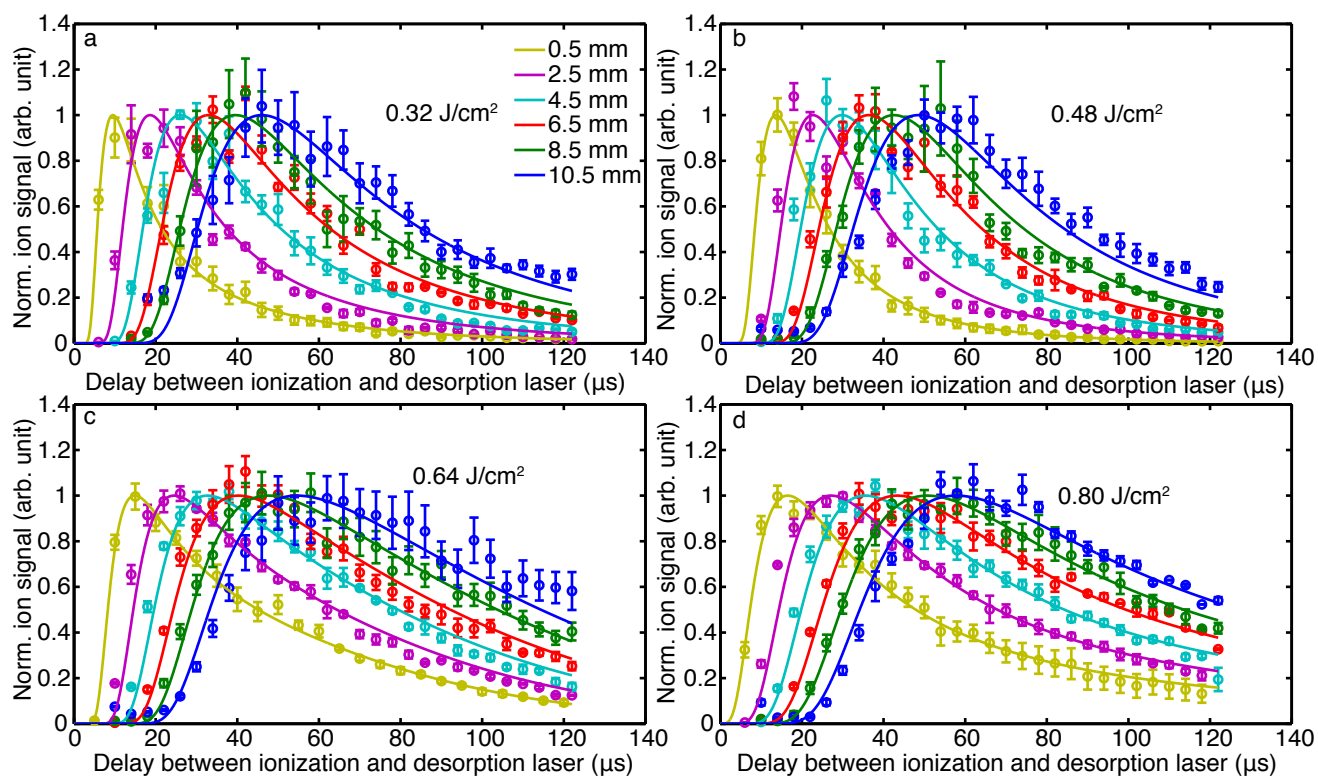 a
0.32 J/cm²
0.5 mm
2.5 mm
4.5 mm
6.5 mm
8.5 mm
10.5 mm
Norm. ion signal (arb. unit)
1.4
1.2
1
0.8
0.6
0.4
0.2
0
0 20 40 60 80 100 120 140
Delay between ionization and desorption laser (µs)
b
0.48 J/cm²
Norm. ion signal (arb. unit)
1.4
1.2
1
0.8
0.6
0.4
0.2
0
0 20 40 60 80 100 120 140
Delay between ionization and desorption laser (µs)
c
0.64 J/cm²
Norm. ion signal (arb. unit)
1.4
1.2
1
0.8
0.6
0.4
0.2
0
0 20 40 60 80 100 120 140
Delay between ionization and desorption laser (µs)
d
0.80 J/cm²
Norm. ion signal (arb. unit)
1.4
1.2
1
0.8
0.6
0.4
0.2
0
0 20 40 60 80 100 120 140
Delay between ionization and desorption laser (µs)